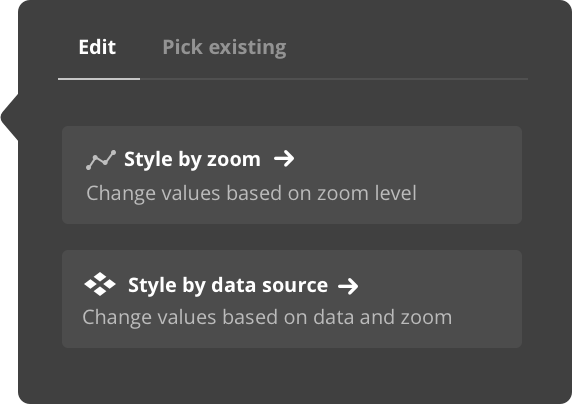 Edit
Pick existing
Style by zoom →
Change values based on zoom level
Style by data source →
Change values based on data and zoom